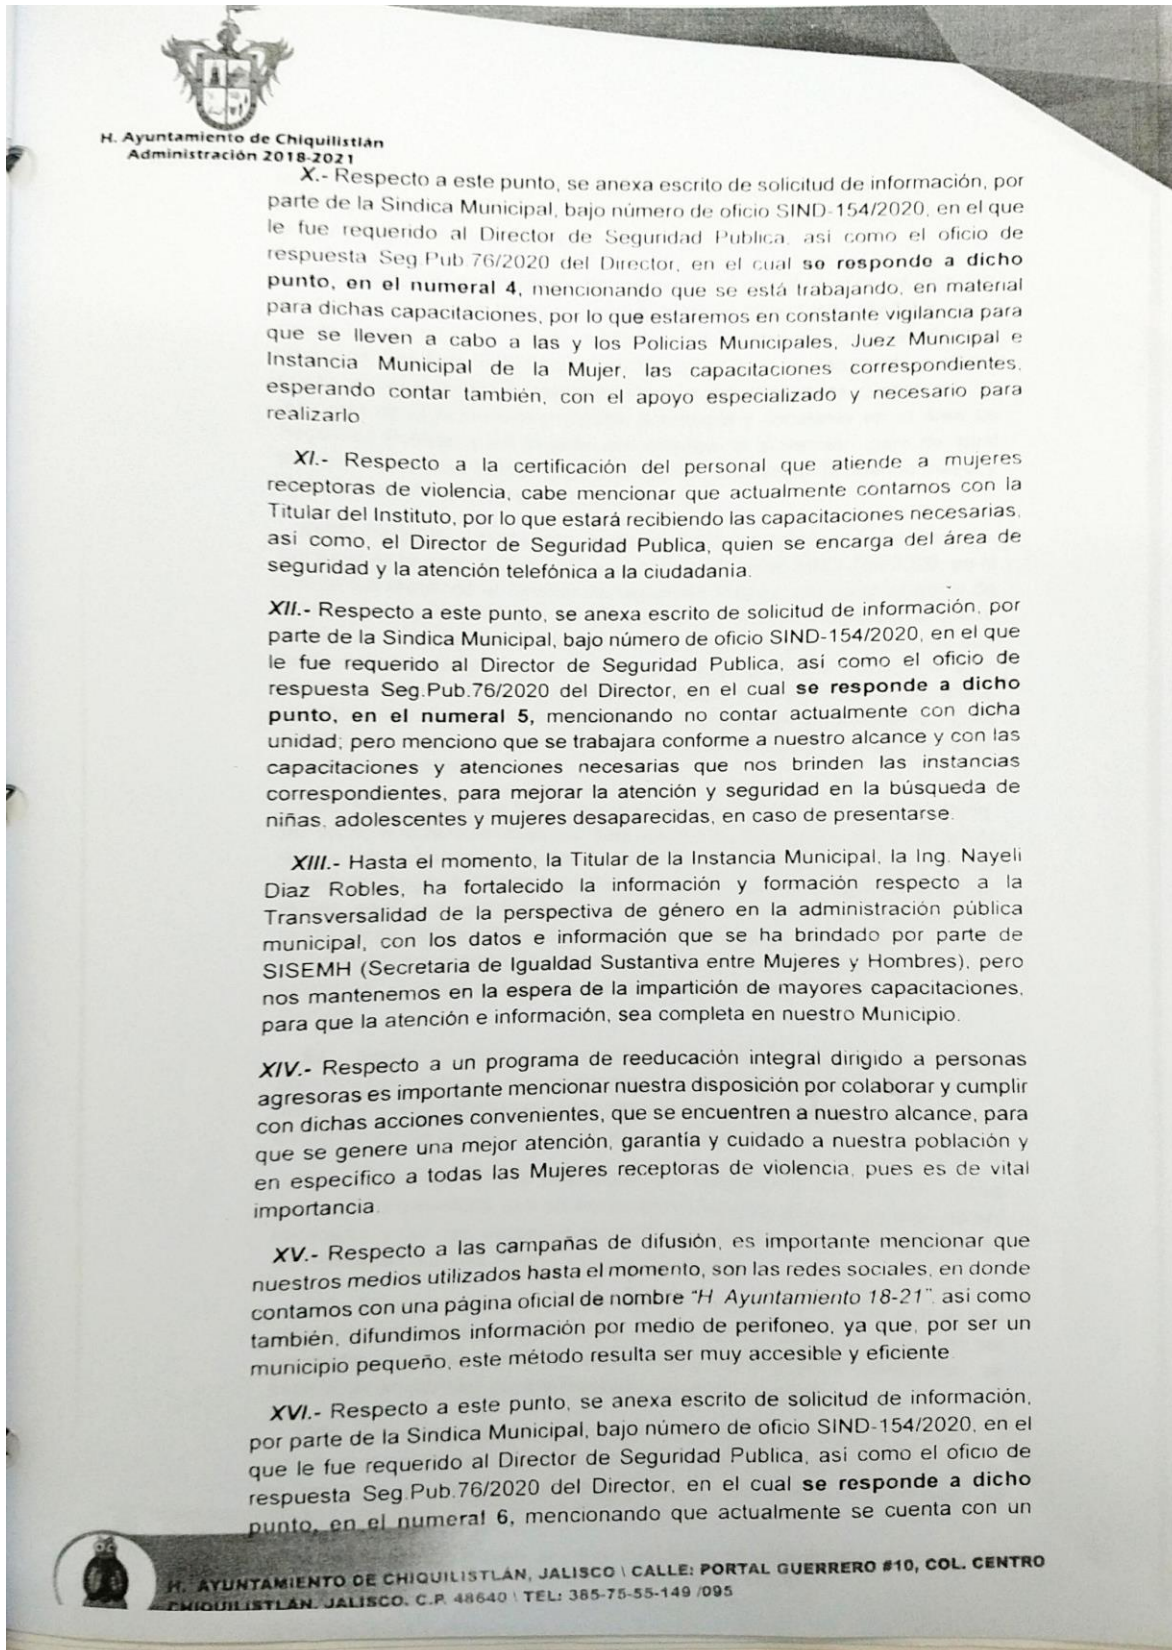 H. Ayuntamiento de Chiquilistlán
Administración 2018-2021
X.- Respecto a este punto, se anexa escrito de solicitud de información, por
parte de la Sindica Municipal, bajo número de oficio SIND-154/2020, en el que
le fue requerido al Director de Seguridad Publica, asi como el oficio de
respuesta Seg.Pub.76/2020 del Director, en el cual se responde a dicho
punto, en el numeral 4, mencionando que se está trabajando, en material
para dichas capacitaciones, por lo que estaremos en constante vigilancia para
que se lleven a cabo a las y los Policias Municipales, Juez Municipal e
Instancia Municipal de la Mujer, las capacitaciones correspondientes,
esperando contar también, con el apoyo especializado y necesario para
realizarlo
XI.- Respecto a la certificación del personal que atiende a mujeres
receptoras de violencia, cabe mencionar que actualmente contamos con la
Titular del Instituto, por lo que estará recibiendo las capacitaciones necesarias,
asi como, el Director de Seguridad Publica, quien se encarga del área de
seguridad y la atención telefónica a la ciudadanía.
XII.- Respecto a este punto, se anexa escrito de solicitud de información, por
parte de la Sindica Municipal, bajo número de oficio SIND-154/2020, en el que
le fue requerido al Director de Seguridad Publica, así como el oficio de
respuesta Seg.Pub.76/2020 del Director, en el cual se responde a dicho
punto, en el numeral 5, mencionando no contar actualmente con dicha
unidad; pero menciono que se trabajara conforme a nuestro alcance y con las
capacitaciones y atenciones necesarias que nos brinden las instancias
correspondientes, para mejorar la atención y seguridad en la búsqueda de
niñas, adolescentes y mujeres desaparecidas, en caso de presentarse.
XIII.- Hasta el momento, la Titular de la Instancia Municipal, la Ing. Nayeli
Diaz Robles, ha fortalecido la información y formación respecto a la
Transversalidad de la perspectiva de género en la administración pública
municipal, con los datos e información que se ha brindado por parte de
SISEMH (Secretaria de Igualdad Sustantiva entre Mujeres y Hombres), pero
nos mantenemos en la espera de la impartición de mayores capacitaciones,
para que la atención e información, sea completa en nuestro Municipio.
XIV.- Respecto a un programa de reeducación integral dirigido a personas
agresoras es importante mencionar nuestra disposición por colaborar y cumplir
con dichas acciones convenientes, que se encuentren a nuestro alcance, para
que se genere una mejor atención, garantía y cuidado a nuestra población y
en especifico a todas las Mujeres receptoras de violencia, pues es de vital
importancia.
XV.- Respecto a las campañas de difusión, es importante mencionar que
nuestros medios utilizados hasta el momento, son las redes sociales, en donde
contamos con una página oficial de nombre "H Ayuntamiento 18-21", así como
también, difundimos información por medio de perifoneo, ya que, por ser un
municipio pequeño, este método resulta ser muy accesible y eficiente.
XVI.- Respecto a este punto, se anexa escrito de solicitud de información,
por parte de la Sindica Municipal, bajo número de oficio SIND-154/2020, en el
que le fue requerido al Director de Seguridad Publica, asi como el oficio de
respuesta Seg.Pub.76/2020 del Director, en el cual se responde a dicho
punto, en el numeral 6, mencionando que actualmente se cuenta con un
H. AYUNTAMIENTO DE CHIQUILISTLÁN, JALISCO \ CALLE: PORTAL GUERRERO #10, COL. CENTRO
CHIQUILISTLÁN, JALISCO. C.P. 48640 \ TEL: 385-75-55-149 /095